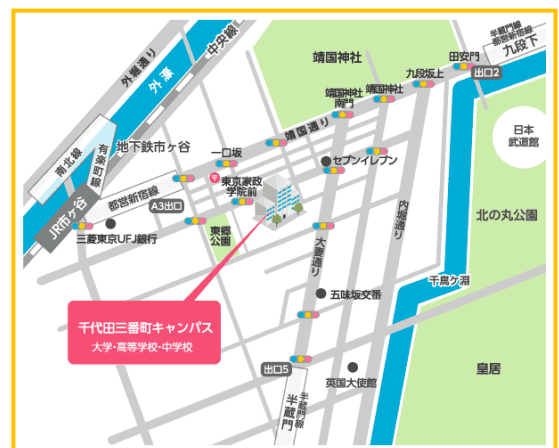 外堀通り
外濠
中央線
靖国神社
半蔵門線
都営新宿線
九段下
田安門
出口2
九段坂上
靖国神社
靖国神社
南門
靖国通り
日本
武道館
南北線
有楽町線
地下鉄市ヶ谷
一口坂
セブンイレブン
東京家政
学院前
都営新宿線
A3出口
JR市ヶ谷
三菱東京UFJ銀行
東郷
公園
大妻通り
内堀通り
北の丸公園
千鳥ヶ淵
五味坂交番
千代田三番町キャンパス
大学・高等学校・中学校
出口5
半蔵門線
半蔵門
英国大使館
皇居